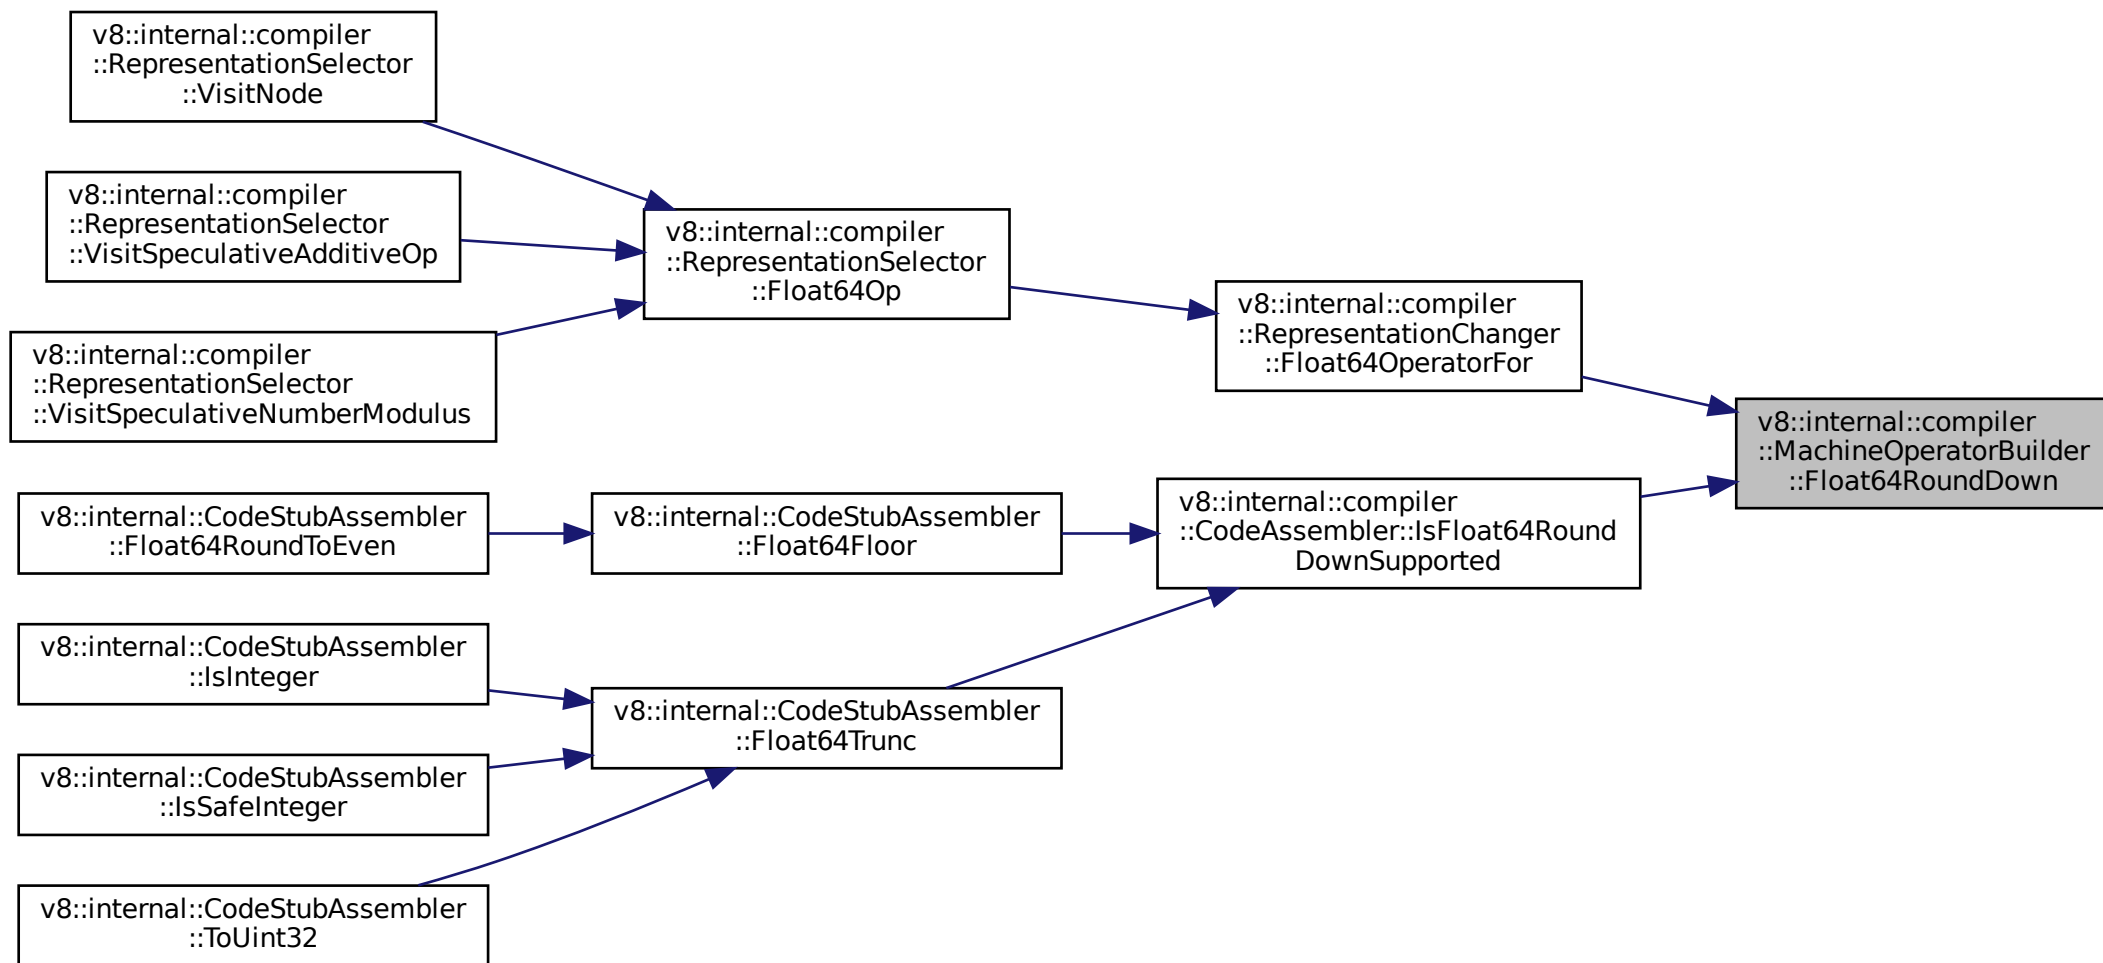 v8::internal::compiler
::RepresentationSelector
::VisitNode
v8::internal::compiler
::RepresentationSelector
::VisitSpeculativeAdditiveOp
v8::internal::compiler
::RepresentationSelector
::VisitSpeculativeNumberModulus
v8::internal::CodeStubAssembler
::Float64RoundToEven
v8::internal::CodeStubAssembler
::IsInteger
v8::internal::CodeStubAssembler
::IsSafeInteger
v8::internal::CodeStubAssembler
::ToUint32
v8::internal::compiler
::RepresentationSelector
::Float64Op
v8::internal::CodeStubAssembler
::Float64Floor
v8::internal::CodeStubAssembler
::Float64Trunc
v8::internal::compiler
::RepresentationChanger
::Float64OperatorFor
v8::internal::compiler
::CodeAssembler::IsFloat64Round
DownSupported
v8::internal::compiler
::MachineOperatorBuilder
::Float64RoundDown